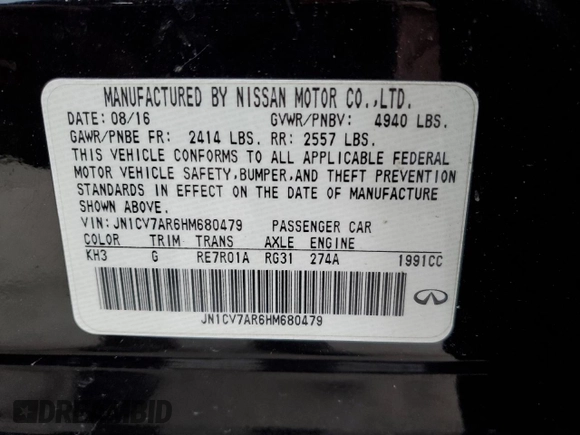 MANUFACTURED BY NISSAN MOTOR CO.,LTD.
DATE: 08/16 GVWR/PNBV: 4940 LBS.
GAWR/PNBE FR: 2414 LBS. RR: 2557 LBS.
THIS VEHICLE CONFORMS TO ALL APPLICABLE FEDERAL
MOTOR VEHICLE SAFETY,BUMPER,AND THEFT PREVENTION
STANDARDS IN EFFECT ON THE DATE OF MANUFACTURE
SHOWN ABOVE.
VIN: JN1CV7AR6HM680479 PASSENGER CAR
COLOR TRIM TRANS AXLE ENGINE
KH3 G RE7R01A RG31 274A 1991CC
JN1CV7AR6HM680479
DREAMBID